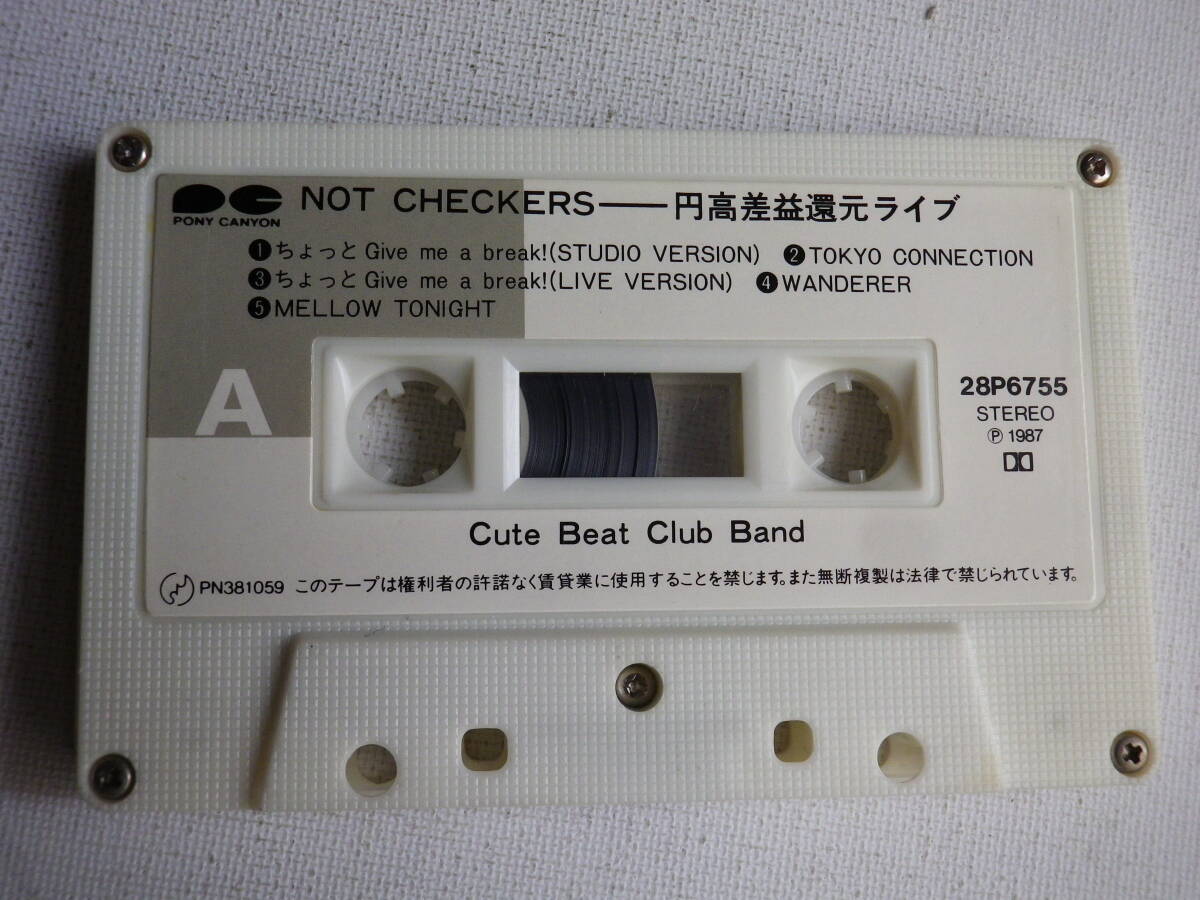 PONY CANYON
NOT CHECKERS——円高差益還元ライブ
❶ちょっと Give me a break!(STUDIO VERSION) ❷TOKYO CONNECTION
❸ちょっと Give me a break!(LIVE VERSION) ❹WANDERER
❺MELLOW TONIGHT
A
28P6755
STEREO
℗ 1987
Cute Beat Club Band
PN381059 このテープは権利者の許諾なく賃貸業に使用することを禁じます。また無断複製は法律で禁じられています。